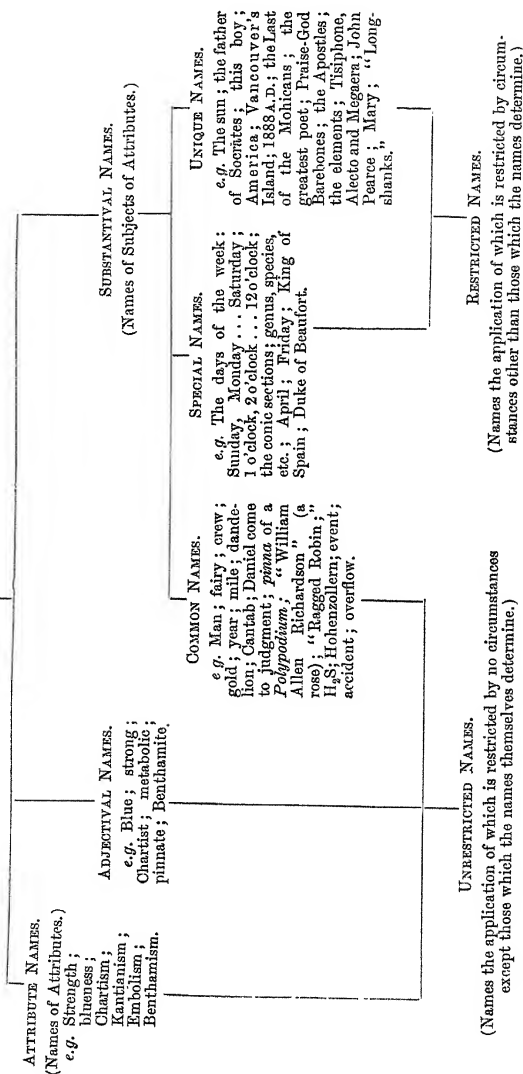 ATTRIBUTE NAMES.
(Names of Attributes.)
e.g. Strength;
blueness;
Chartism;
Kantianism;
Embolism;
Benthamism.
ADJECTIVAL NAMES.
e.g. Blue; strong;
Chartist; metabolic;
pinnate; Benthamite.
SUBSTANTIVAL NAMES.
(Names of Subjects of Attributes.)
COMMON NAMES.
e g. Man; fairy; crew;
gold; year; mile; dande-
lion; Cantab; Daniel come
to judgment; pinna of a
Polypodium; "William
Allen Richardson" (a
rose); "Ragged Robin;"
H₂S; Hohenzollern; event;
accident; overflow.
SPECIAL NAMES.
e.g. The days of the week:
Sunday, Monday ... Saturday;
1 o'clock, 2 o'clock ... 12 o'clock;
the conic sections; genus, species,
etc.; April; Friday; King of
Spain; Duke of Beaufort.
UNIQUE NAMES.
e.g. The sun; the father
of Socrates; this boy;
America; Vancouver's
Island; 1888 A.D.; the Last
of the Mohicans; the
greatest poet; Praise-God
Barebones; the Apostles;
the elements; Tisiphone,
Alecto and Megaera; John
Pearce; Mary; "Long-
shanks."
UNRESTRICTED NAMES.
(Names the application of which is restricted by no circumstances
except those which the names themselves determine.)
RESTRICTED NAMES.
(Names the application of which is restricted by circum-
stances other than those which the names determine.)